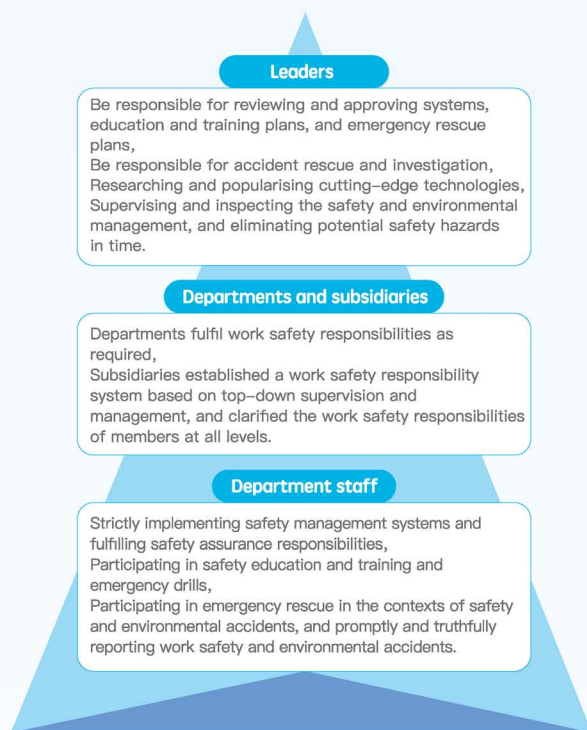 Leaders
Be responsible for reviewing and approving systems,
education and training plans, and emergency rescue
plans,
Be responsible for accident rescue and investigation,
Researching and popularising cutting-edge technologies,
Supervising and inspecting the safety and environmental
management, and eliminating potential safety hazards
in time.
Departments and subsidiaries
Departments fulfil work safety responsibilities as
required,
Subsidiaries established a work safety responsibility
system based on top-down supervision and
management, and clarified the work safety responsibilities
of members at all levels.
Department staff
Strictly implementing safety management systems and
fulfilling safety assurance responsibilities,
Participating in safety education and training and
emergency drills,
Participating in emergency rescue in the contexts of safety
and environmental accidents, and promptly and truthfully
reporting work safety and environmental accidents.